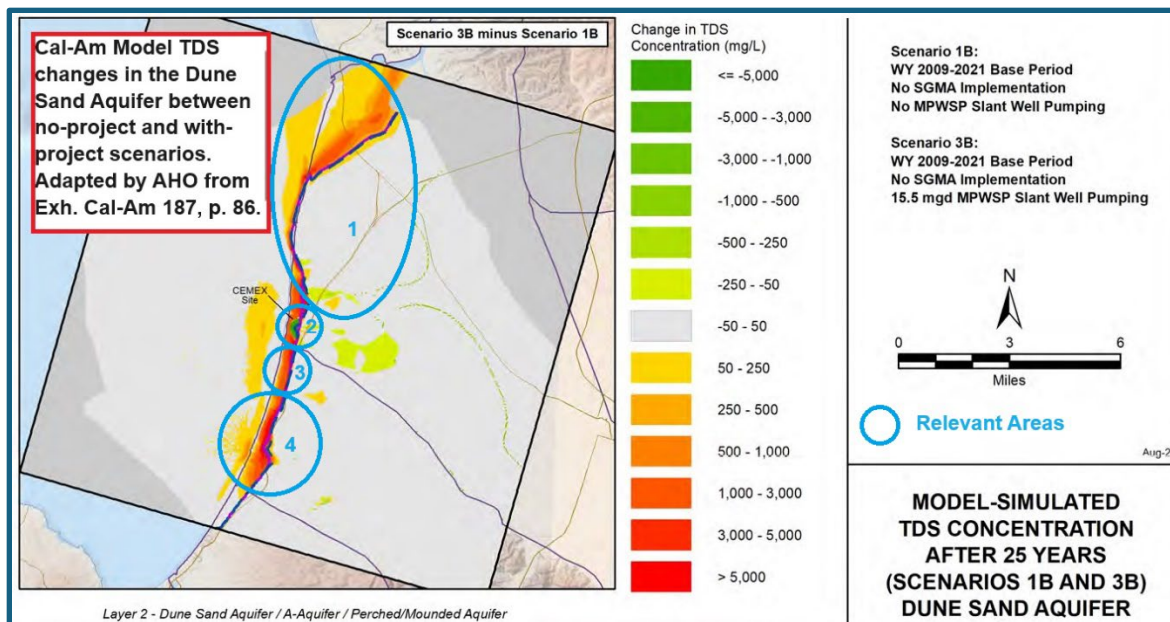 Cal-Am Model TDS
changes in the Dune
Sand Aquifer between
no-project and with-
project scenarios.
Adapted by AHO from
Exh. Cal-Am 187, p. 86.
Scenario 3B minus Scenario 1B
1
CEMEX
Site
2
3
4
Layer 2 - Dune Sand Aquifer / A-Aquifer / Perched/Mounded Aquifer
Change in TDS
Concentration (mg/L)
<= -5,000
-5,000 - -3,000
-3,000 - -1,000
-1,000 - -500
-500 - -250
-250 - -50
-50 - 50
50 - 250
250 - 500
500 - 1,000
1,000 - 3,000
3,000 - 5,000
> 5,000
Scenario 1B:
WY 2009-2021 Base Period
No SGMA Implementation
No MPWSP Slant Well Pumping
Scenario 3B:
WY 2009-2021 Base Period
No SGMA Implementation
15.5 mgd MPWSP Slant Well Pumping
N
0 3 6
Miles
Relevant Areas
Aug-2
MODEL-SIMULATED
TDS CONCENTRATION
AFTER 25 YEARS
(SCENARIOS 1B AND 3B)
DUNE SAND AQUIFER